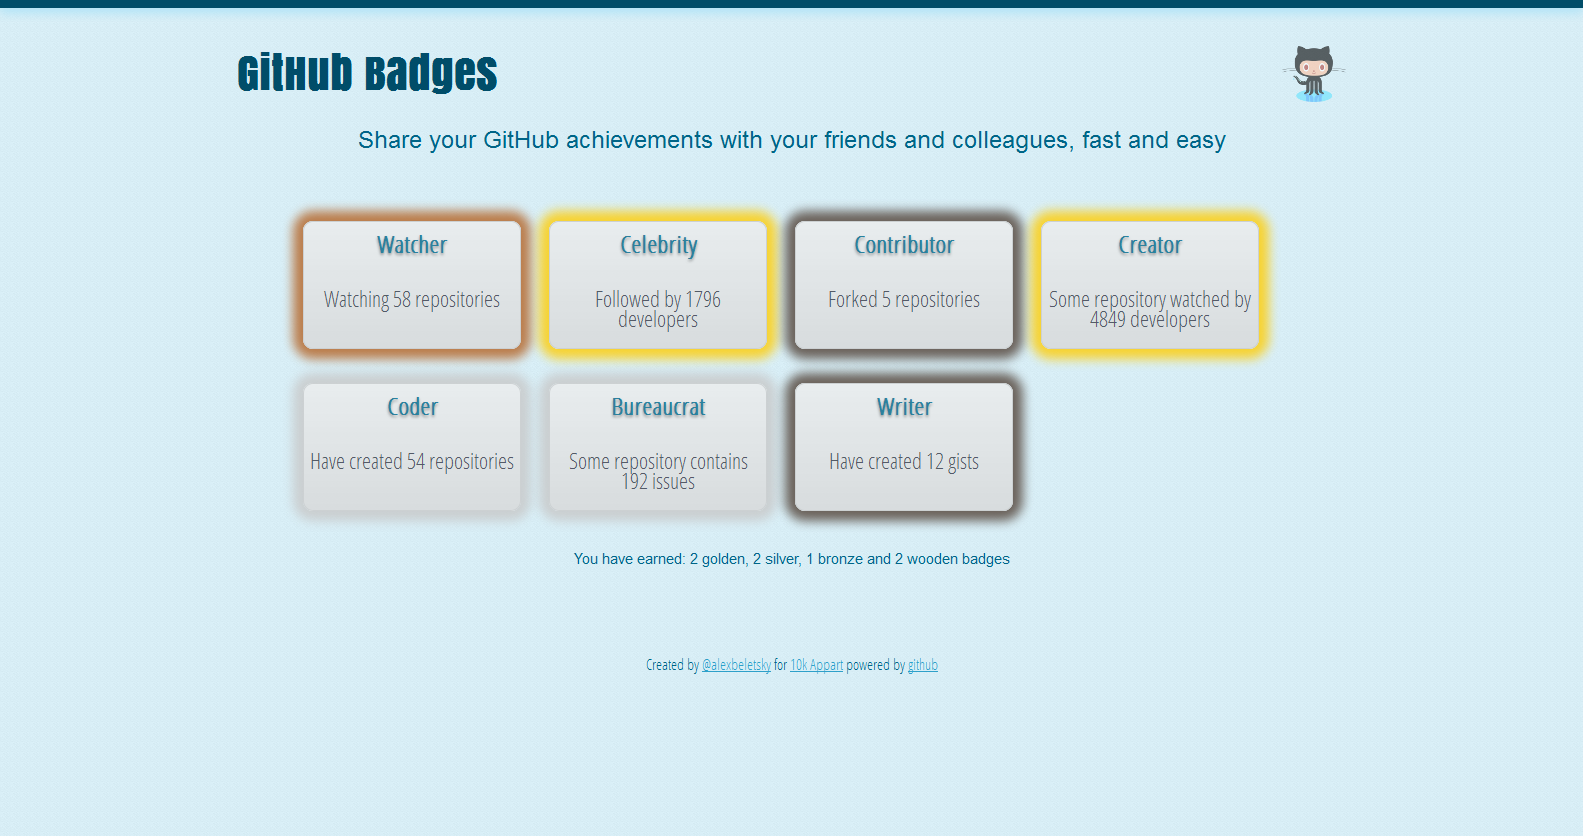 GitHub Badges
Share your GitHub achievements with your friends and colleagues, fast and easy
Watcher
Watching 58 repositories
Celebrity
Followed by 1796
developers
Contributor
Forked 5 repositories
Creator
Some repository watched by
4849 developers
Coder
Have created 54 repositories
Bureaucrat
Some repository contains
192 issues
Writer
Have created 12 gists
You have earned: 2 golden, 2 silver, 1 bronze and 2 wooden badges
Created by @alexbeletsky for 10k Appart powered by github